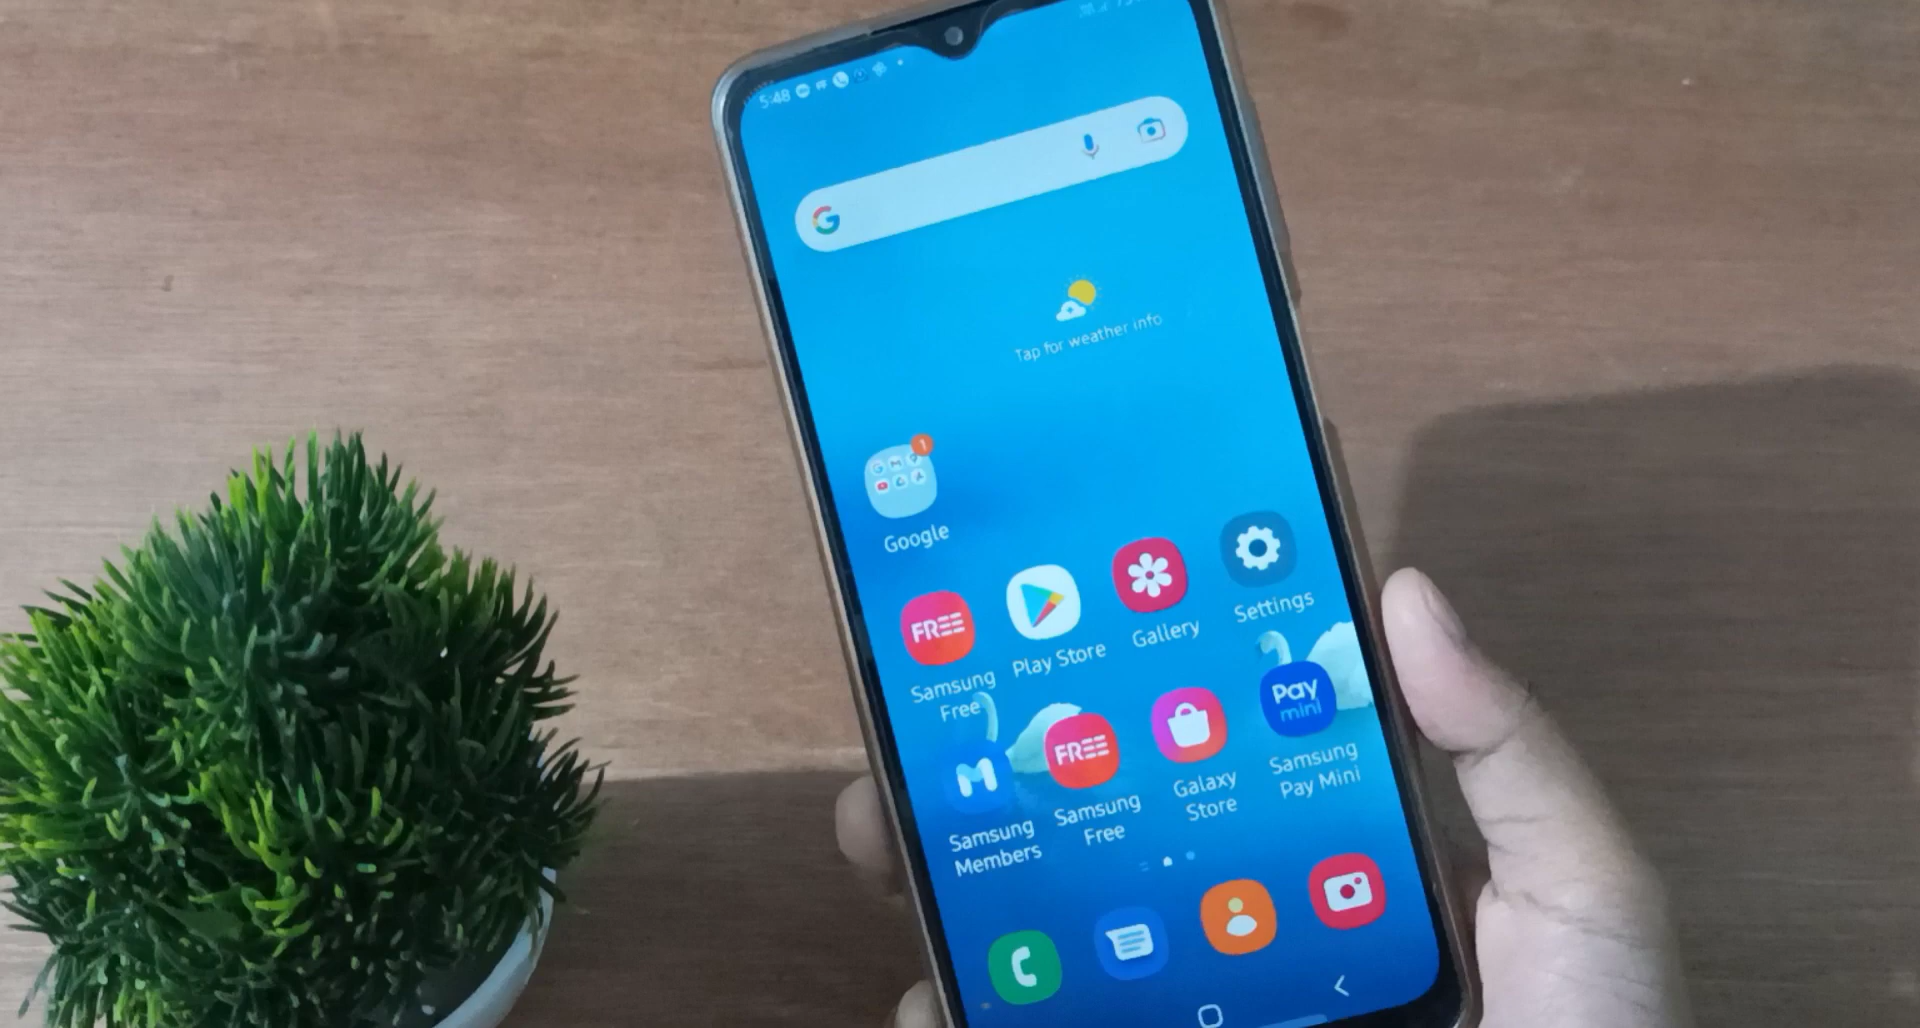 5:48
Tap for weather info
1
Google
FREE
Samsung
Free
Play Store
Gallery
Settings
Samsung
Members
FREE
Samsung
Free
Galaxy
Store
Pay
mini
Samsung
Pay Mini